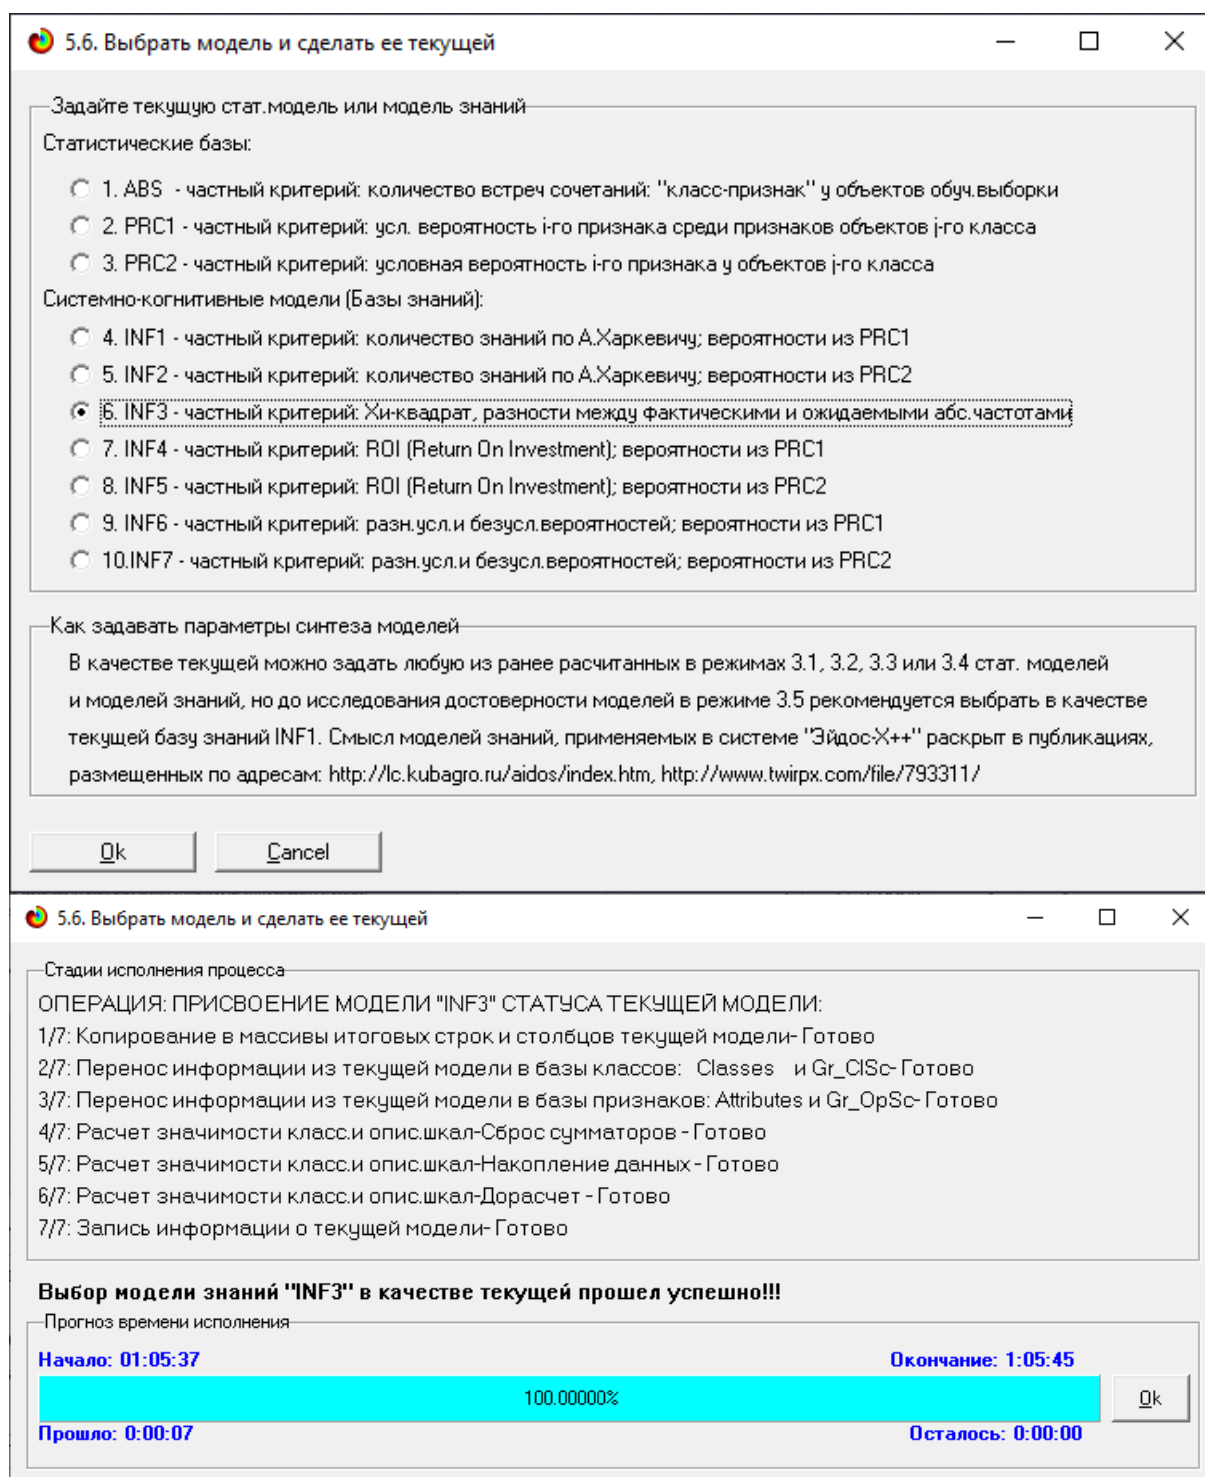 5.6. Выбрать модель и сделать ее текущей
Задайте текущую стат.модель или модель знаний
Статистические базы:
1. ABS - частный критерий: количество встреч сочетаний: "класс-признак" у объектов обуч.выборки
2. PRC1 - частный критерий: усл. вероятность i-го признака среди признаков объектов j-го класса
3. PRC2 - частный критерий: условная вероятность i-го признака у объектов j-го класса
Системно-когнитивные модели (Базы знаний):
4. INF1 - частный критерий: количество знаний по А.Харкевичу; вероятности из PRC1
5. INF2 - частный критерий: количество знаний по А.Харкевичу; вероятности из PRC2
6. INF3 - частный критерий: Хи-квадрат, разности между фактическими и ожидаемыми абс.частотами
7. INF4 - частный критерий: ROI (Return On Investment); вероятности из PRC1
8. INF5 - частный критерий: ROI (Return On Investment); вероятности из PRC2
9. INF6 - частный критерий: разн.усл.и безусл.вероятностей; вероятности из PRC1
10.INF7 - частный критерий: разн.усл.и безусл.вероятностей; вероятности из PRC2
Как задавать параметры синтеза моделей
В качестве текущей можно задать любую из ранее расчитанных в режимах 3.1, 3.2, 3.3 или 3.4 стат. моделей
и моделей знаний, но до исследования достоверности моделей в режиме 3.5 рекомендуется выбрать в качестве
текущей базу знаний INF1. Смысл моделей знаний, применяемых в системе "Эйдос-X++" раскрыт в публикациях,
размещенных по адресам: http://lc.kubagro.ru/aidos/index.htm, http://www.twirpx.com/file/793311/
Ok Cancel
5.6. Выбрать модель и сделать ее текущей
Стадии исполнения процесса
ОПЕРАЦИЯ: ПРИСВОЕНИЕ МОДЕЛИ "INF3" СТАТУСА ТЕКУЩЕЙ МОДЕЛИ:
1/7: Копирование в массивы итоговых строк и столбцов текущей модели- Готово
2/7: Перенос информации из текущей модели в базы классов: Classes и Gr_ClSc- Готово
3/7: Перенос информации из текущей модели в базы признаков: Attributes и Gr_OpSc- Готово
4/7: Расчет значимости класс.и опис.шкал-Сброс сумматоров - Готово
5/7: Расчет значимости класс.и опис.шкал-Накопление данных - Готово
6/7: Расчет значимости класс.и опис.шкал-Дорасчет - Готово
7/7: Запись информации о текущей модели- Готово
Выбор модели знаний "INF3" в качестве текущей прошел успешно!!!
Прогноз времени исполнения
Начало: 01:05:37 Окончание: 1:05:45
100.00000% Ok
Прошло: 0:00:07 Осталось: 0:00:00